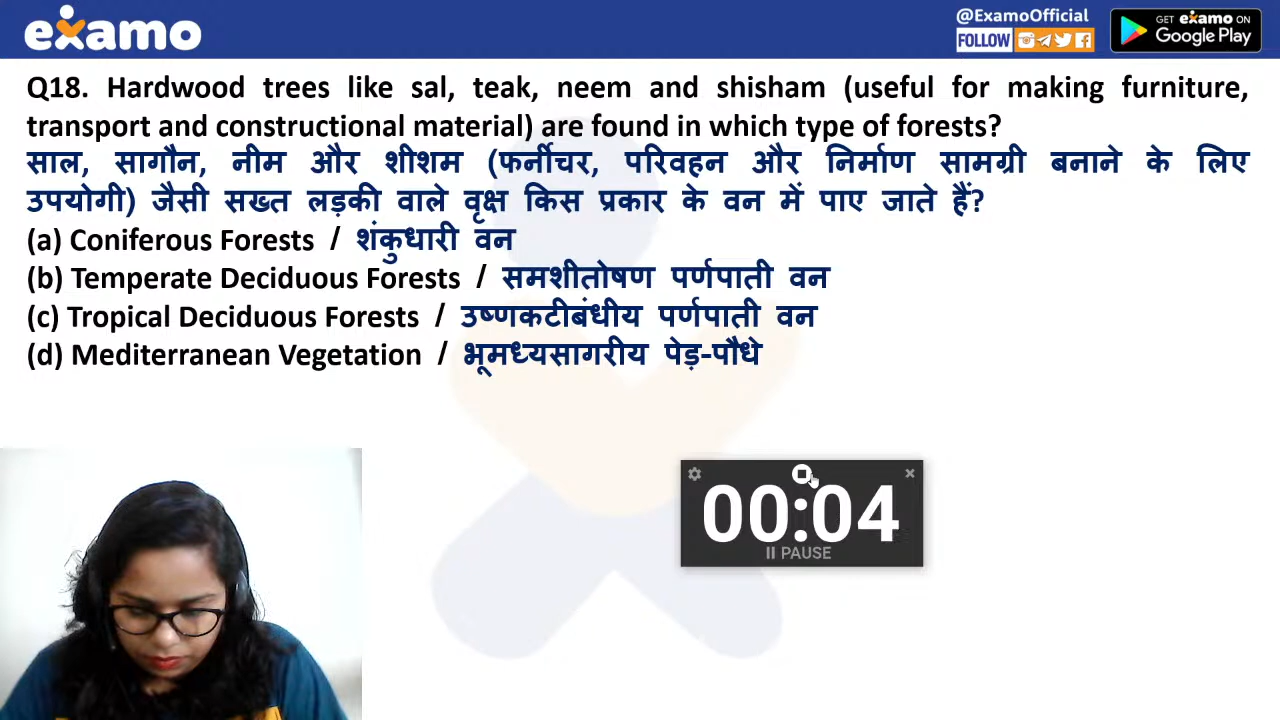 examo
@ExamoOfficial
FOLLOW
GET examo ON
Google Play
Q18. Hardwood trees like sal, teak, neem and shisham (useful for making furniture,
transport and constructional material) are found in which type of forests?
साल, सागौन, नीम और शीशम (फर्नीचर, परिवहन और निर्माण सामग्री बनाने के लिए
उपयोगी) जैसी सख्त लड़की वाले वृक्ष किस प्रकार के वन में पाए जाते हैं?
(a) Coniferous Forests / शंकुधारी वन
(b) Temperate Deciduous Forests / समशीतोषण पर्णपाती वन
(c) Tropical Deciduous Forests / उष्णकटीबंधीय पर्णपाती वन
(d) Mediterranean Vegetation / भूमध्यसागरीय पेड़-पौधे
00:04
PAUSE